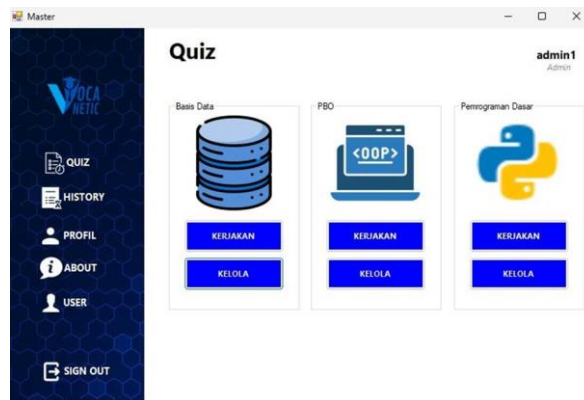 Master
Quiz
admin1
Admin
VOCA
NETIC
QUIZ
HISTORY
PROFIL
ABOUT
USER
SIGN OUT
Basis Data
KERJAKAN
KELOLA
PBO
<OOP>
KERJAKAN
KELOLA
Pemrograman Dasar
KERJAKAN
KELOLA